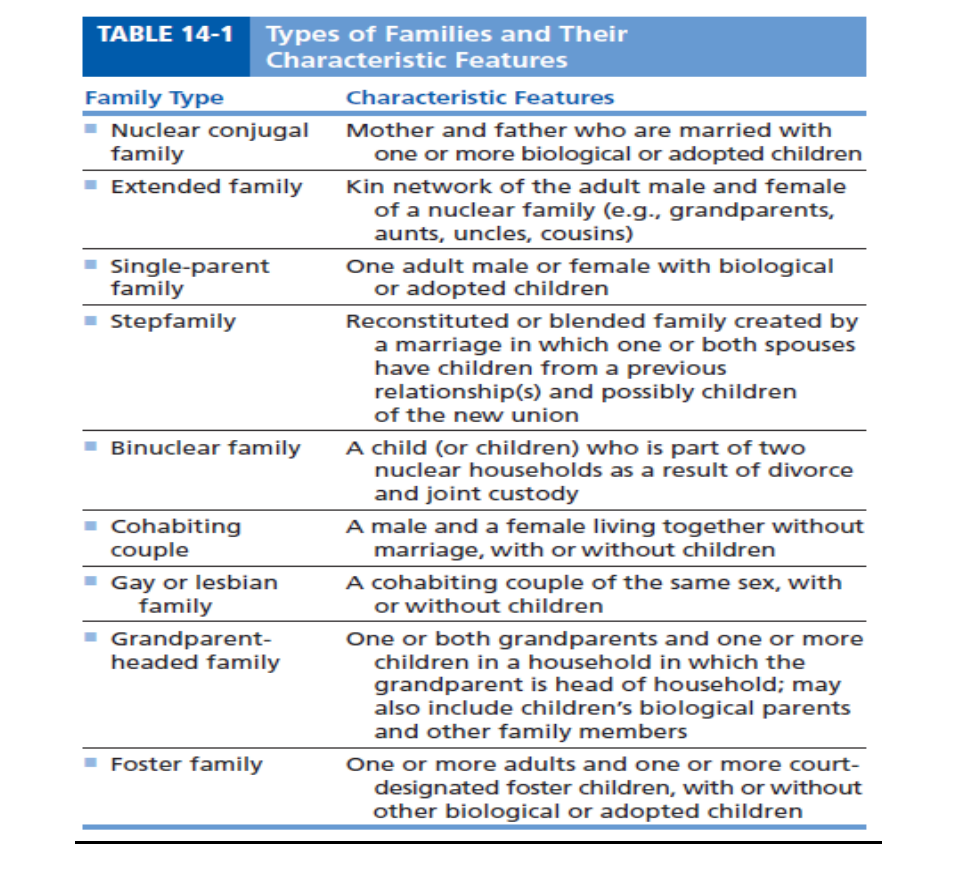 TABLE 14-1 Types of Families and Their
Characteristic Features
Family Type Characteristic Features
Nuclear conjugal Mother and father who are married with
family one or more biological or adopted children
Extended family Kin network of the adult male and female
of a nuclear family (e.g., grandparents,
aunts, uncles, cousins)
Single-parent One adult male or female with biological
family or adopted children
Stepfamily Reconstituted or blended family created by
a marriage in which one or both spouses
have children from a previous
relationship(s) and possibly children
of the new union
Binuclear family A child (or children) who is part of two
nuclear households as a result of divorce
and joint custody
Cohabiting A male and a female living together without
couple marriage, with or without children
Gay or lesbian A cohabiting couple of the same sex, with
family or without children
Grandparent- One or both grandparents and one or more
headed family children in a household in which the
grandparent is head of household; may
also include children’s biological parents
and other family members
Foster family One or more adults and one or more court-
designated foster children, with or without
other biological or adopted children